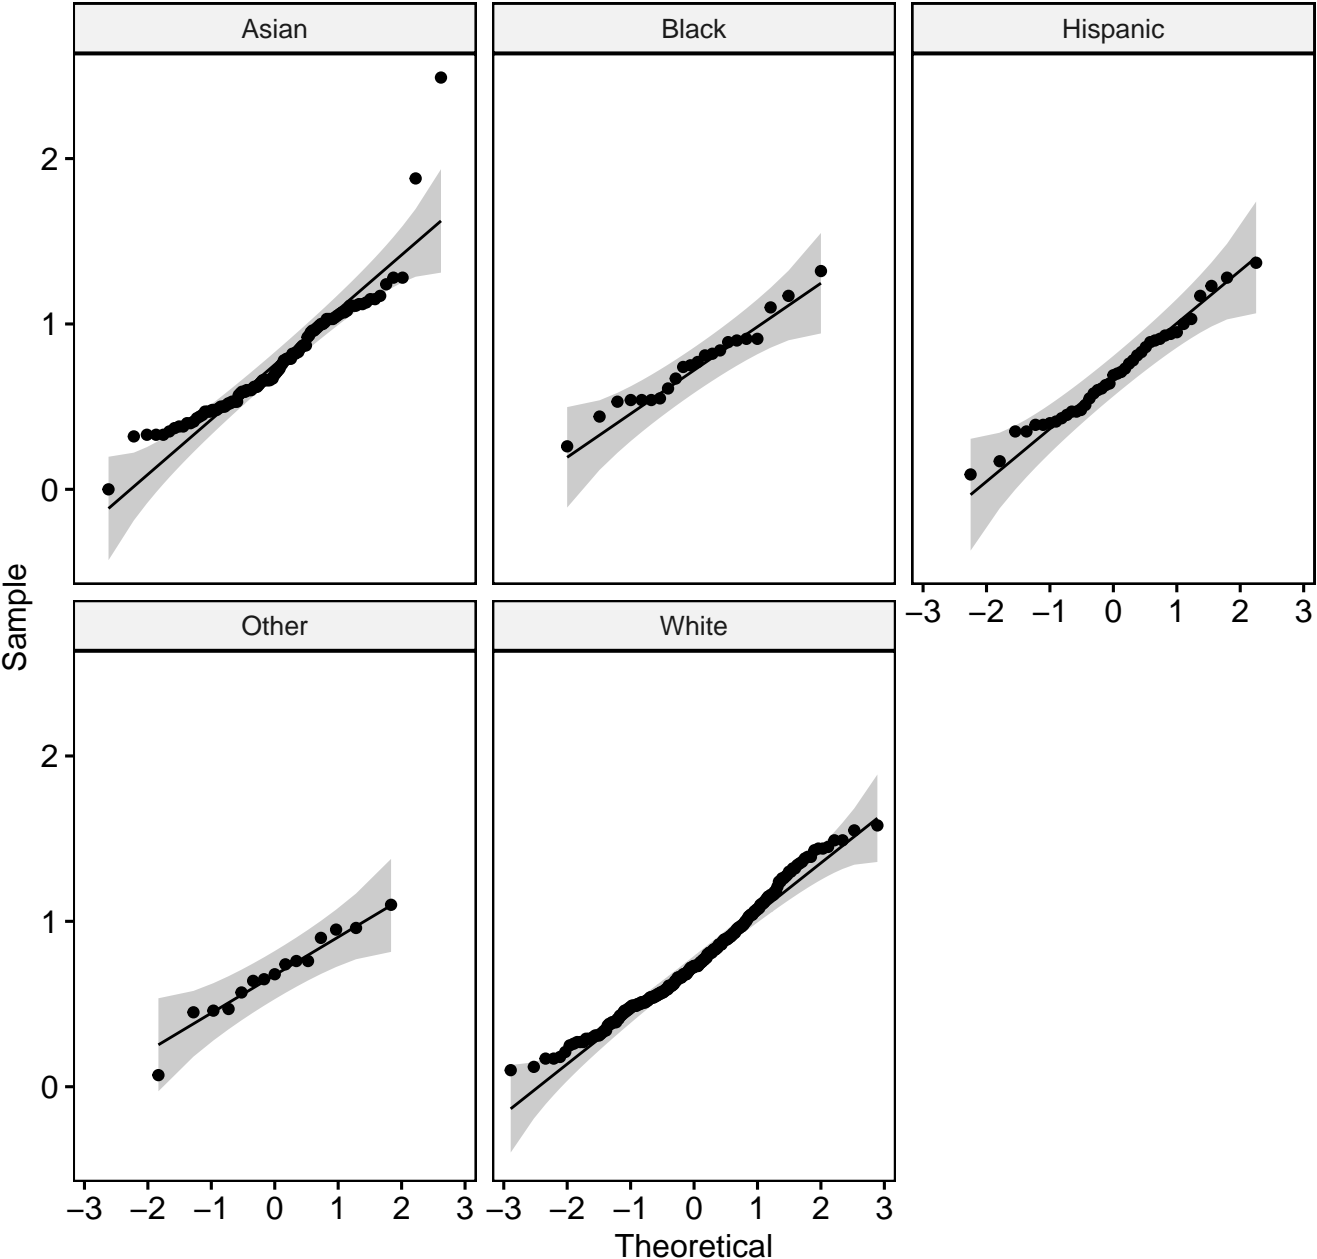 Asian Black Hispanic
2
1
0
−3 −2 −1 0 1 2 3
Sample
Other White
2
1
0
−3 −2 −1 0 1 2 3 −3 −2 −1 0 1 2 3
Theoretical